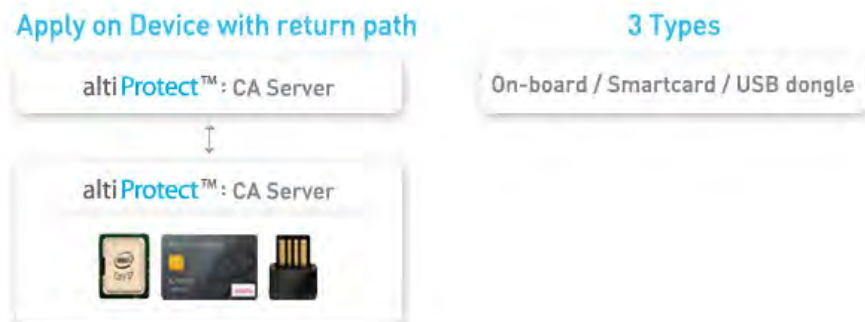 Apply on Device with return path
altiProtect™: CA Server
altiProtect™: CA Server
3 Types
On-board / Smartcard / USB dongle